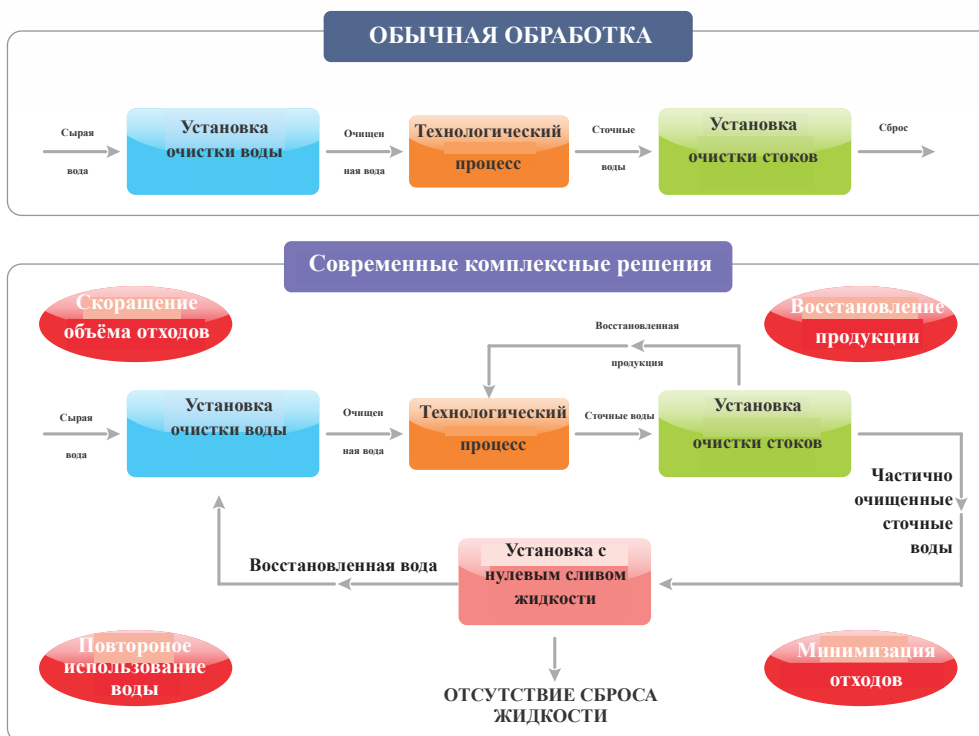 ОБЫЧНАЯ ОБРАБОТКА
Сырая
вода
Установка
очистки воды
Очищен
ная вода
Технологический
процесс
Сточные
воды
Установка
очистки стоков
Сброс
Современные комплексные решения
Скоращение
объёма отходов
Восстановление
продукции
Восстановленная
продукция
Сырая
вода
Установка
очистки воды
Очищен
ная вода
Технологический
процесс
Сточные воды
Установка
очистки стоков
Частично
очищенные
сточные
воды
Восстановленная вода
Установка с
нулевым сливом
жидкости
Повтороное
использование
воды
Минимизация
отходов
ОТСУТСТВИЕ СБРОСА
ЖИДКОСТИ